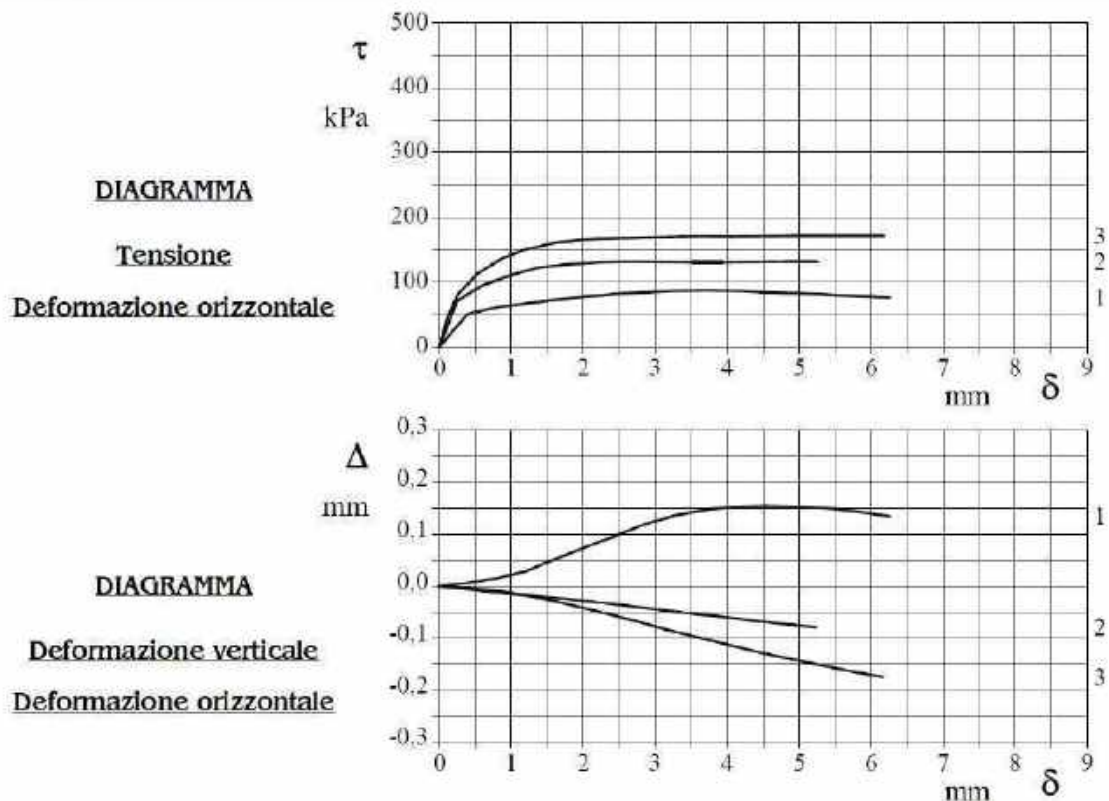 500
τ
400
kPa
300
DIAGRAMMA
200
Tensione
3
2
100
Deformazione orizzontale
1
0
0 1 2 3 4 5 6 7 8 9
mm δ
0,3
Δ
0,2
mm
1
0,1
DIAGRAMMA
0,0
2
-0,1
Deformazione verticale
3
Deformazione orizzontale
-0,2
-0,3
0 1 2 3 4 5 6 7 8 9
mm δ